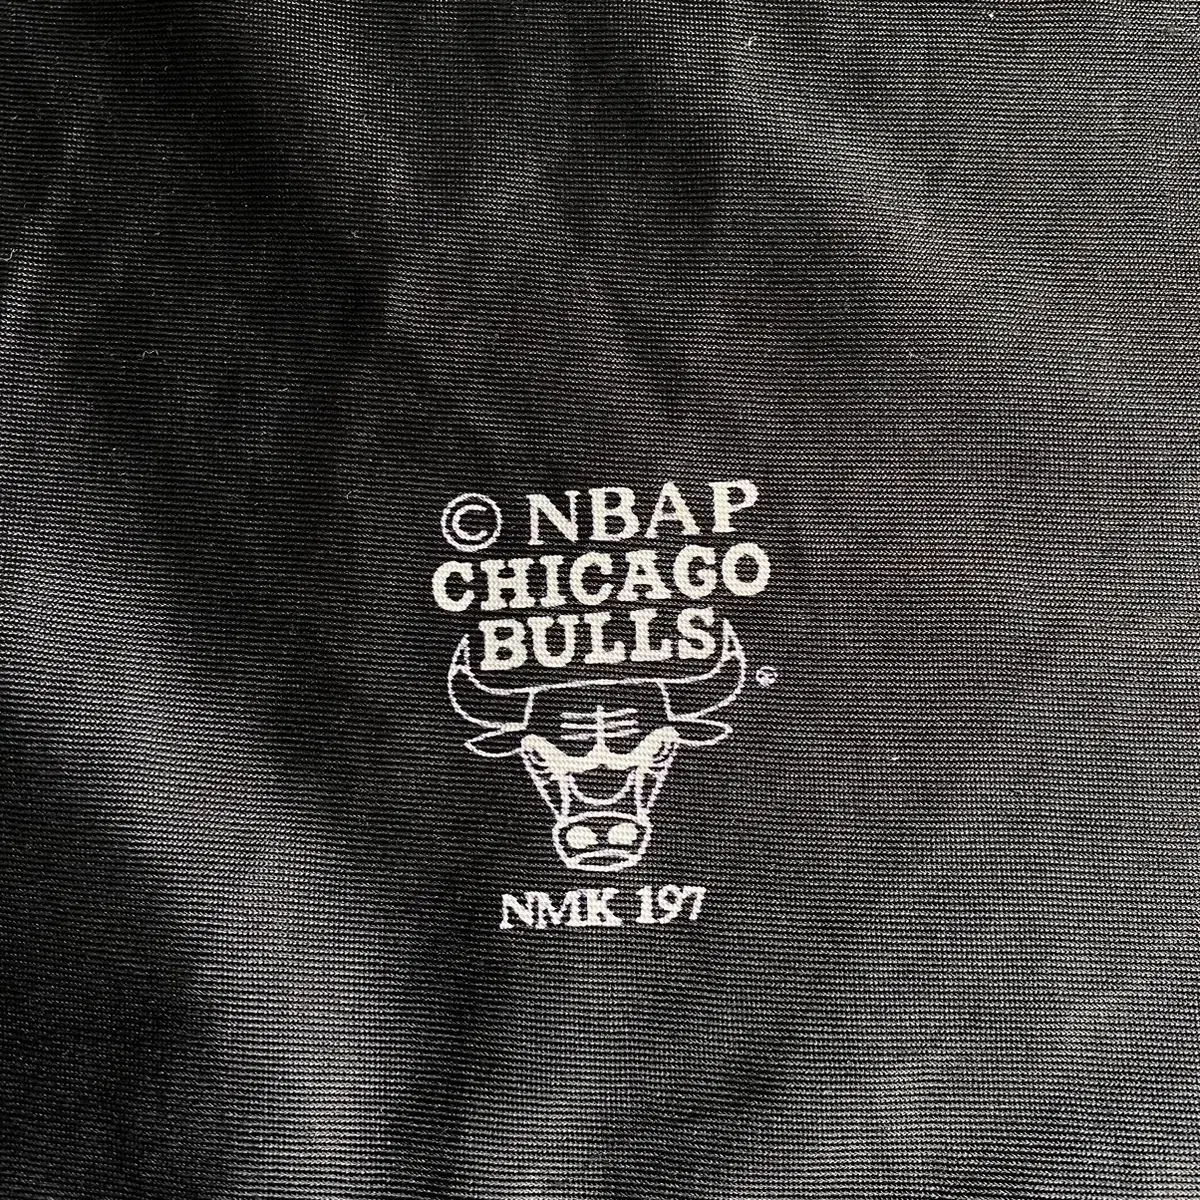 © NBAP
CHICAGO
BULLS
®
NMK 197